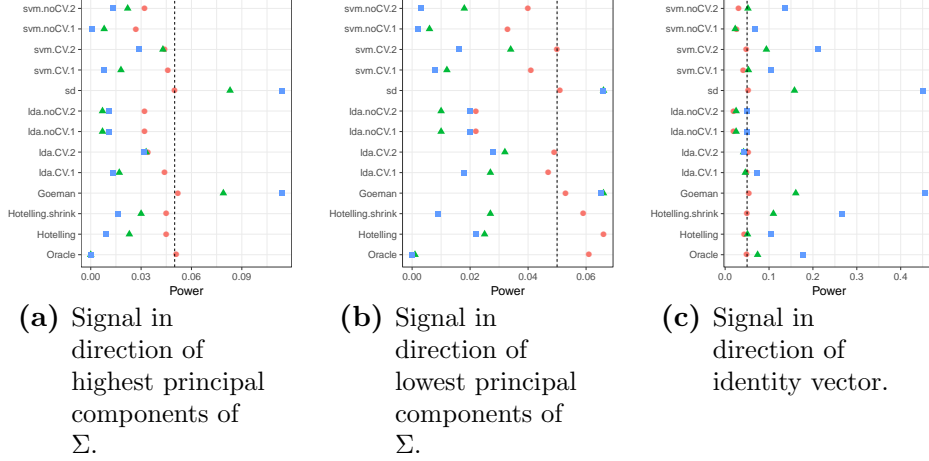 svm.noCV.2
svm.noCV.1
svm.CV.2
svm.CV.1
sd
lda.noCV.2
lda.noCV.1
lda.CV.2
lda.CV.1
Goeman
Hotelling.shrink
Hotelling
Oracle
0.00 0.03 0.06 0.09
Power
(a) Signal in
direction of
highest principal
components of
Σ.
svm.noCV.2
svm.noCV.1
svm.CV.2
svm.CV.1
sd
lda.noCV.2
lda.noCV.1
lda.CV.2
lda.CV.1
Goeman
Hotelling.shrink
Hotelling
Oracle
0.00 0.02 0.04 0.06
Power
(b) Signal in
direction of
lowest principal
components of
Σ.
svm.noCV.2
svm.noCV.1
svm.CV.2
svm.CV.1
sd
lda.noCV.2
lda.noCV.1
lda.CV.2
lda.CV.1
Goeman
Hotelling.shrink
Hotelling
Oracle
0.0 0.1 0.2 0.3 0.4
Power
(c) Signal in
direction of
identity vector.